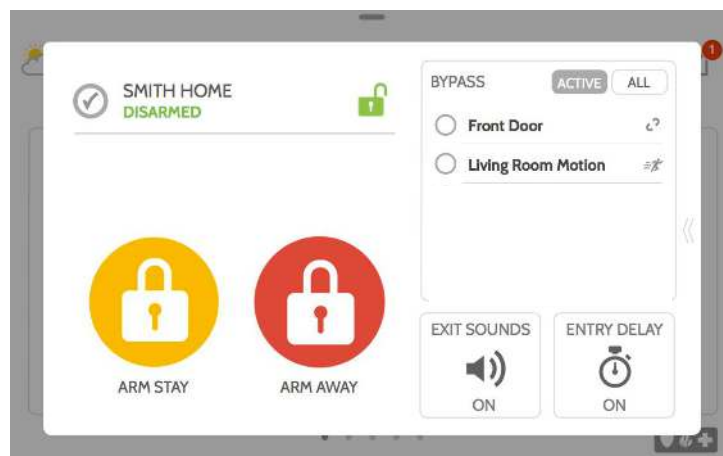 SMITH HOME
DISARMED
ARM STAY
ARM AWAY
BYPASS
ACTIVE
ALL
Front Door
Living Room Motion
EXIT SOUNDS
ON
ENTRY DELAY
ON
1